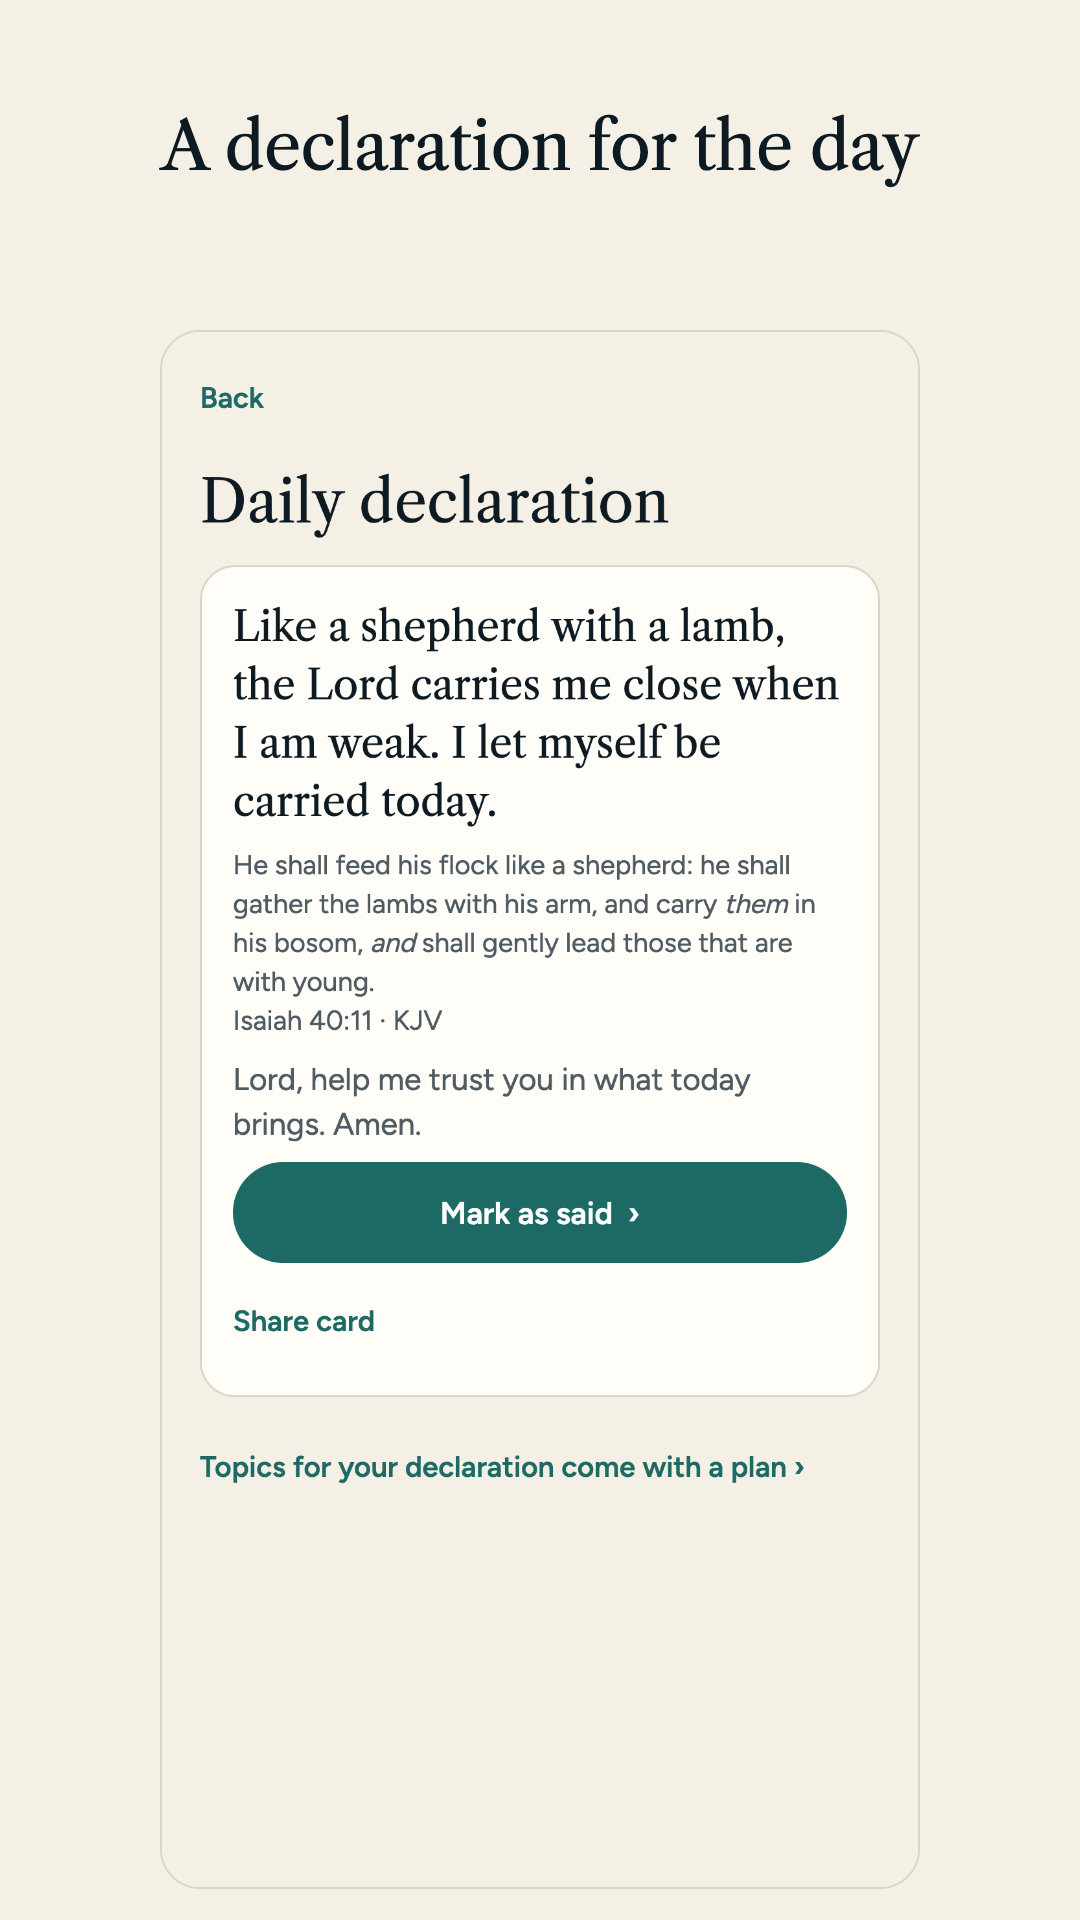 A declaration for the day
Back
Daily declaration
Like a shepherd with a lamb,
the Lord carries me close when
I am weak. I let myself be
carried today.
He shall feed his flock like a shepherd: he shall
gather the lambs with his arm, and carry them in
his bosom, and shall gently lead those that are
with young.
Isaiah 40:11 · KJV
Lord, help me trust you in what today
brings. Amen.
Mark as said ›
Share card
Topics for your declaration come with a plan ›